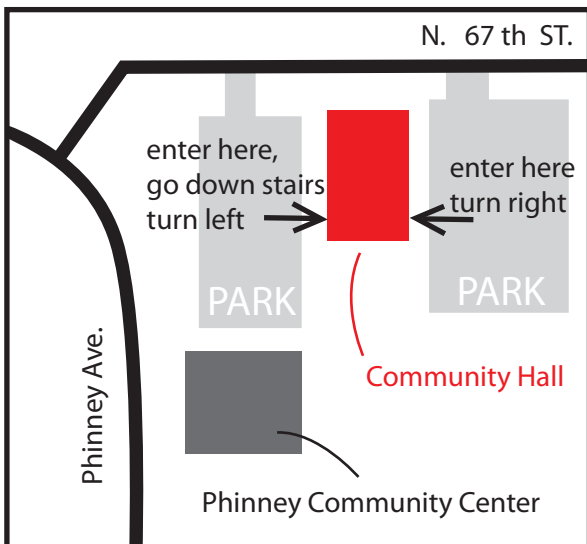 N. 67 th ST.
enter here,
go down stairs
turn left
enter here
turn right
PARK
PARK
Community Hall
Phinney Ave.
Phinney Community Center